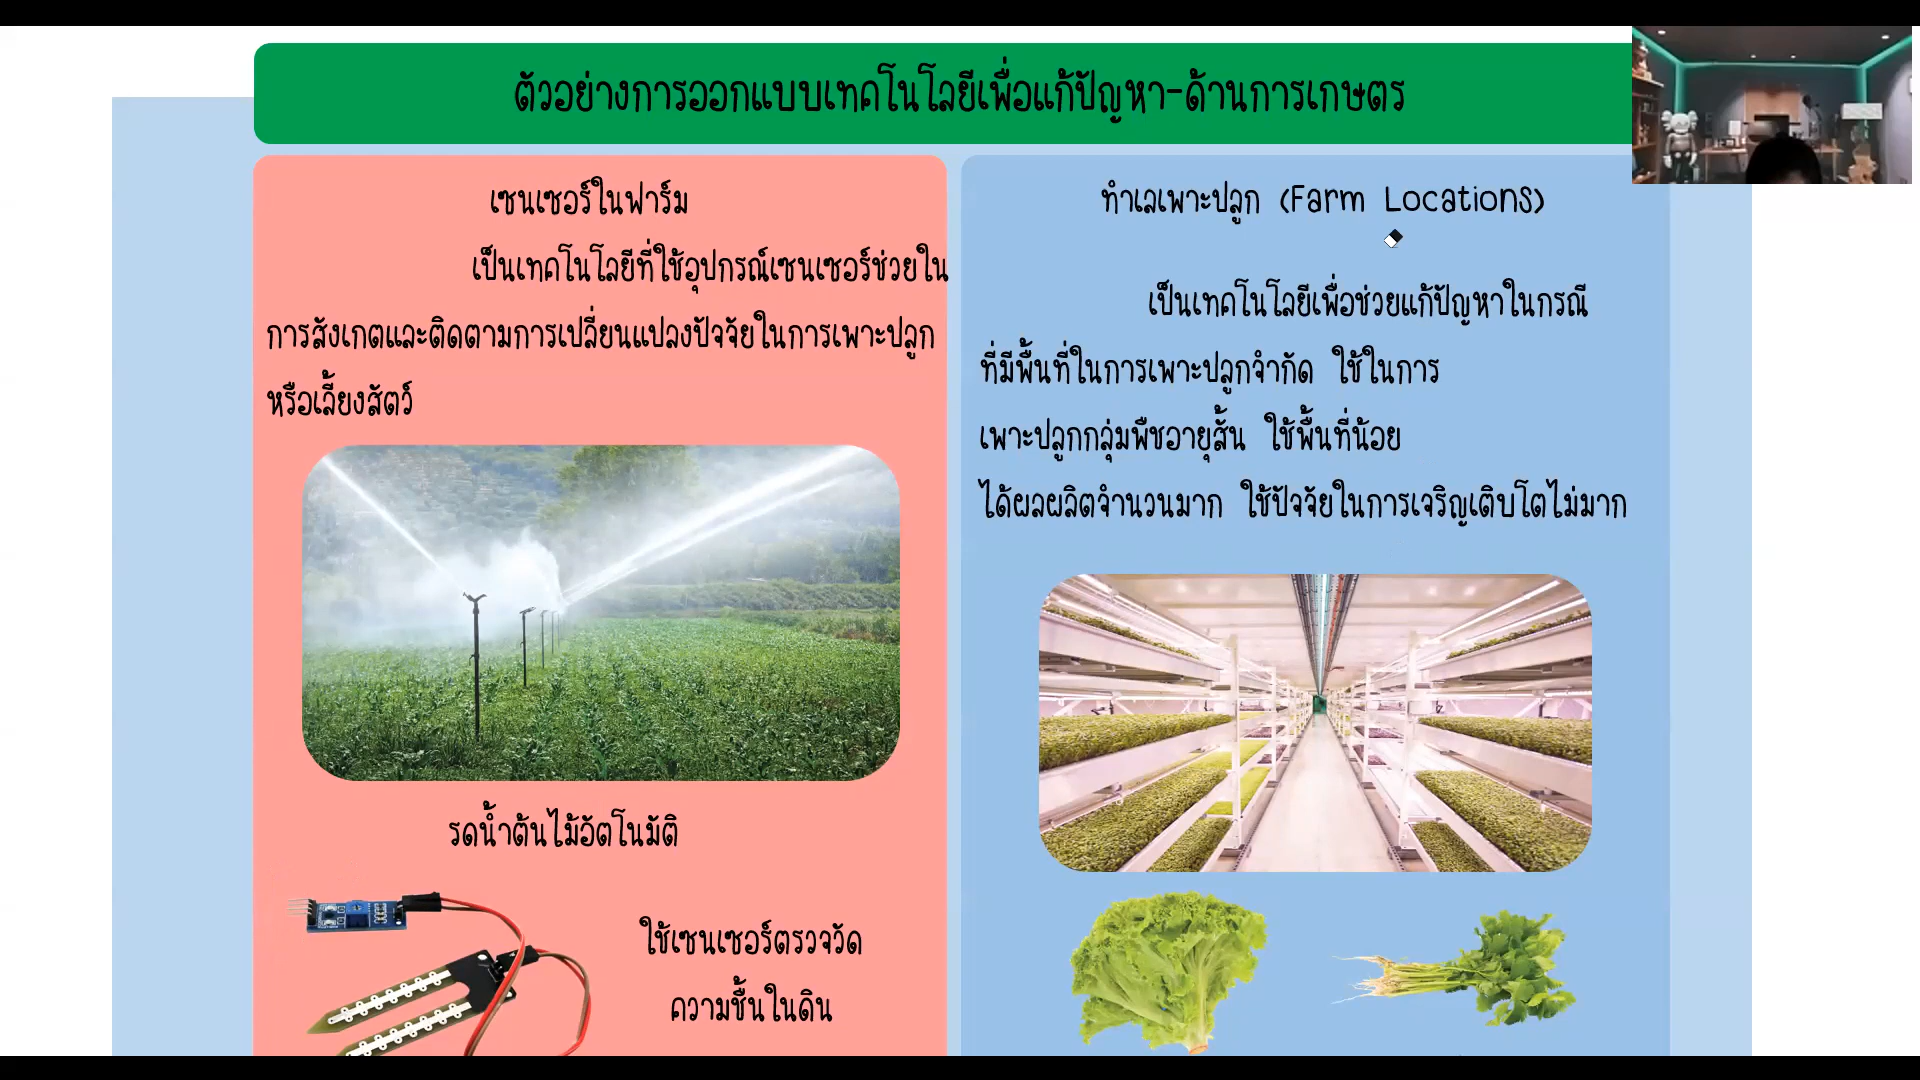 ตัวอย่างการออกแบบเทคโนโลยีเพื่อแก้ปัญหา-ด้านการเกษตร
เซนเซอร์ในฟาร์ม
เป็นเทคโนโลยีที่ใช้อุปกรณ์เซนเซอร์ช่วยใน
การสังเกตและติดตามการเปลี่ยนแปลงปัจจัยในการเพาะปลูก
หรือเลี้ยงสัตว์
รดน้ำต้นไม้อัตโนมัติ
ใช้เซนเซอร์ตรวจวัด
ความชื้นในดิน
ทำเลเพาะปลูก (Farm Locations)
เป็นเทคโนโลยีเพื่อช่วยแก้ปัญหาในกรณี
ที่มีพื้นที่ในการเพาะปลูกจำกัด ใช้ในการ
เพาะปลูกกลุ่มพืชอายุสั้น ใช้พื้นที่น้อย
ได้ผลผลิตจำนวนมาก ใช้ปัจจัยในการเจริญเติบโตไม่มาก